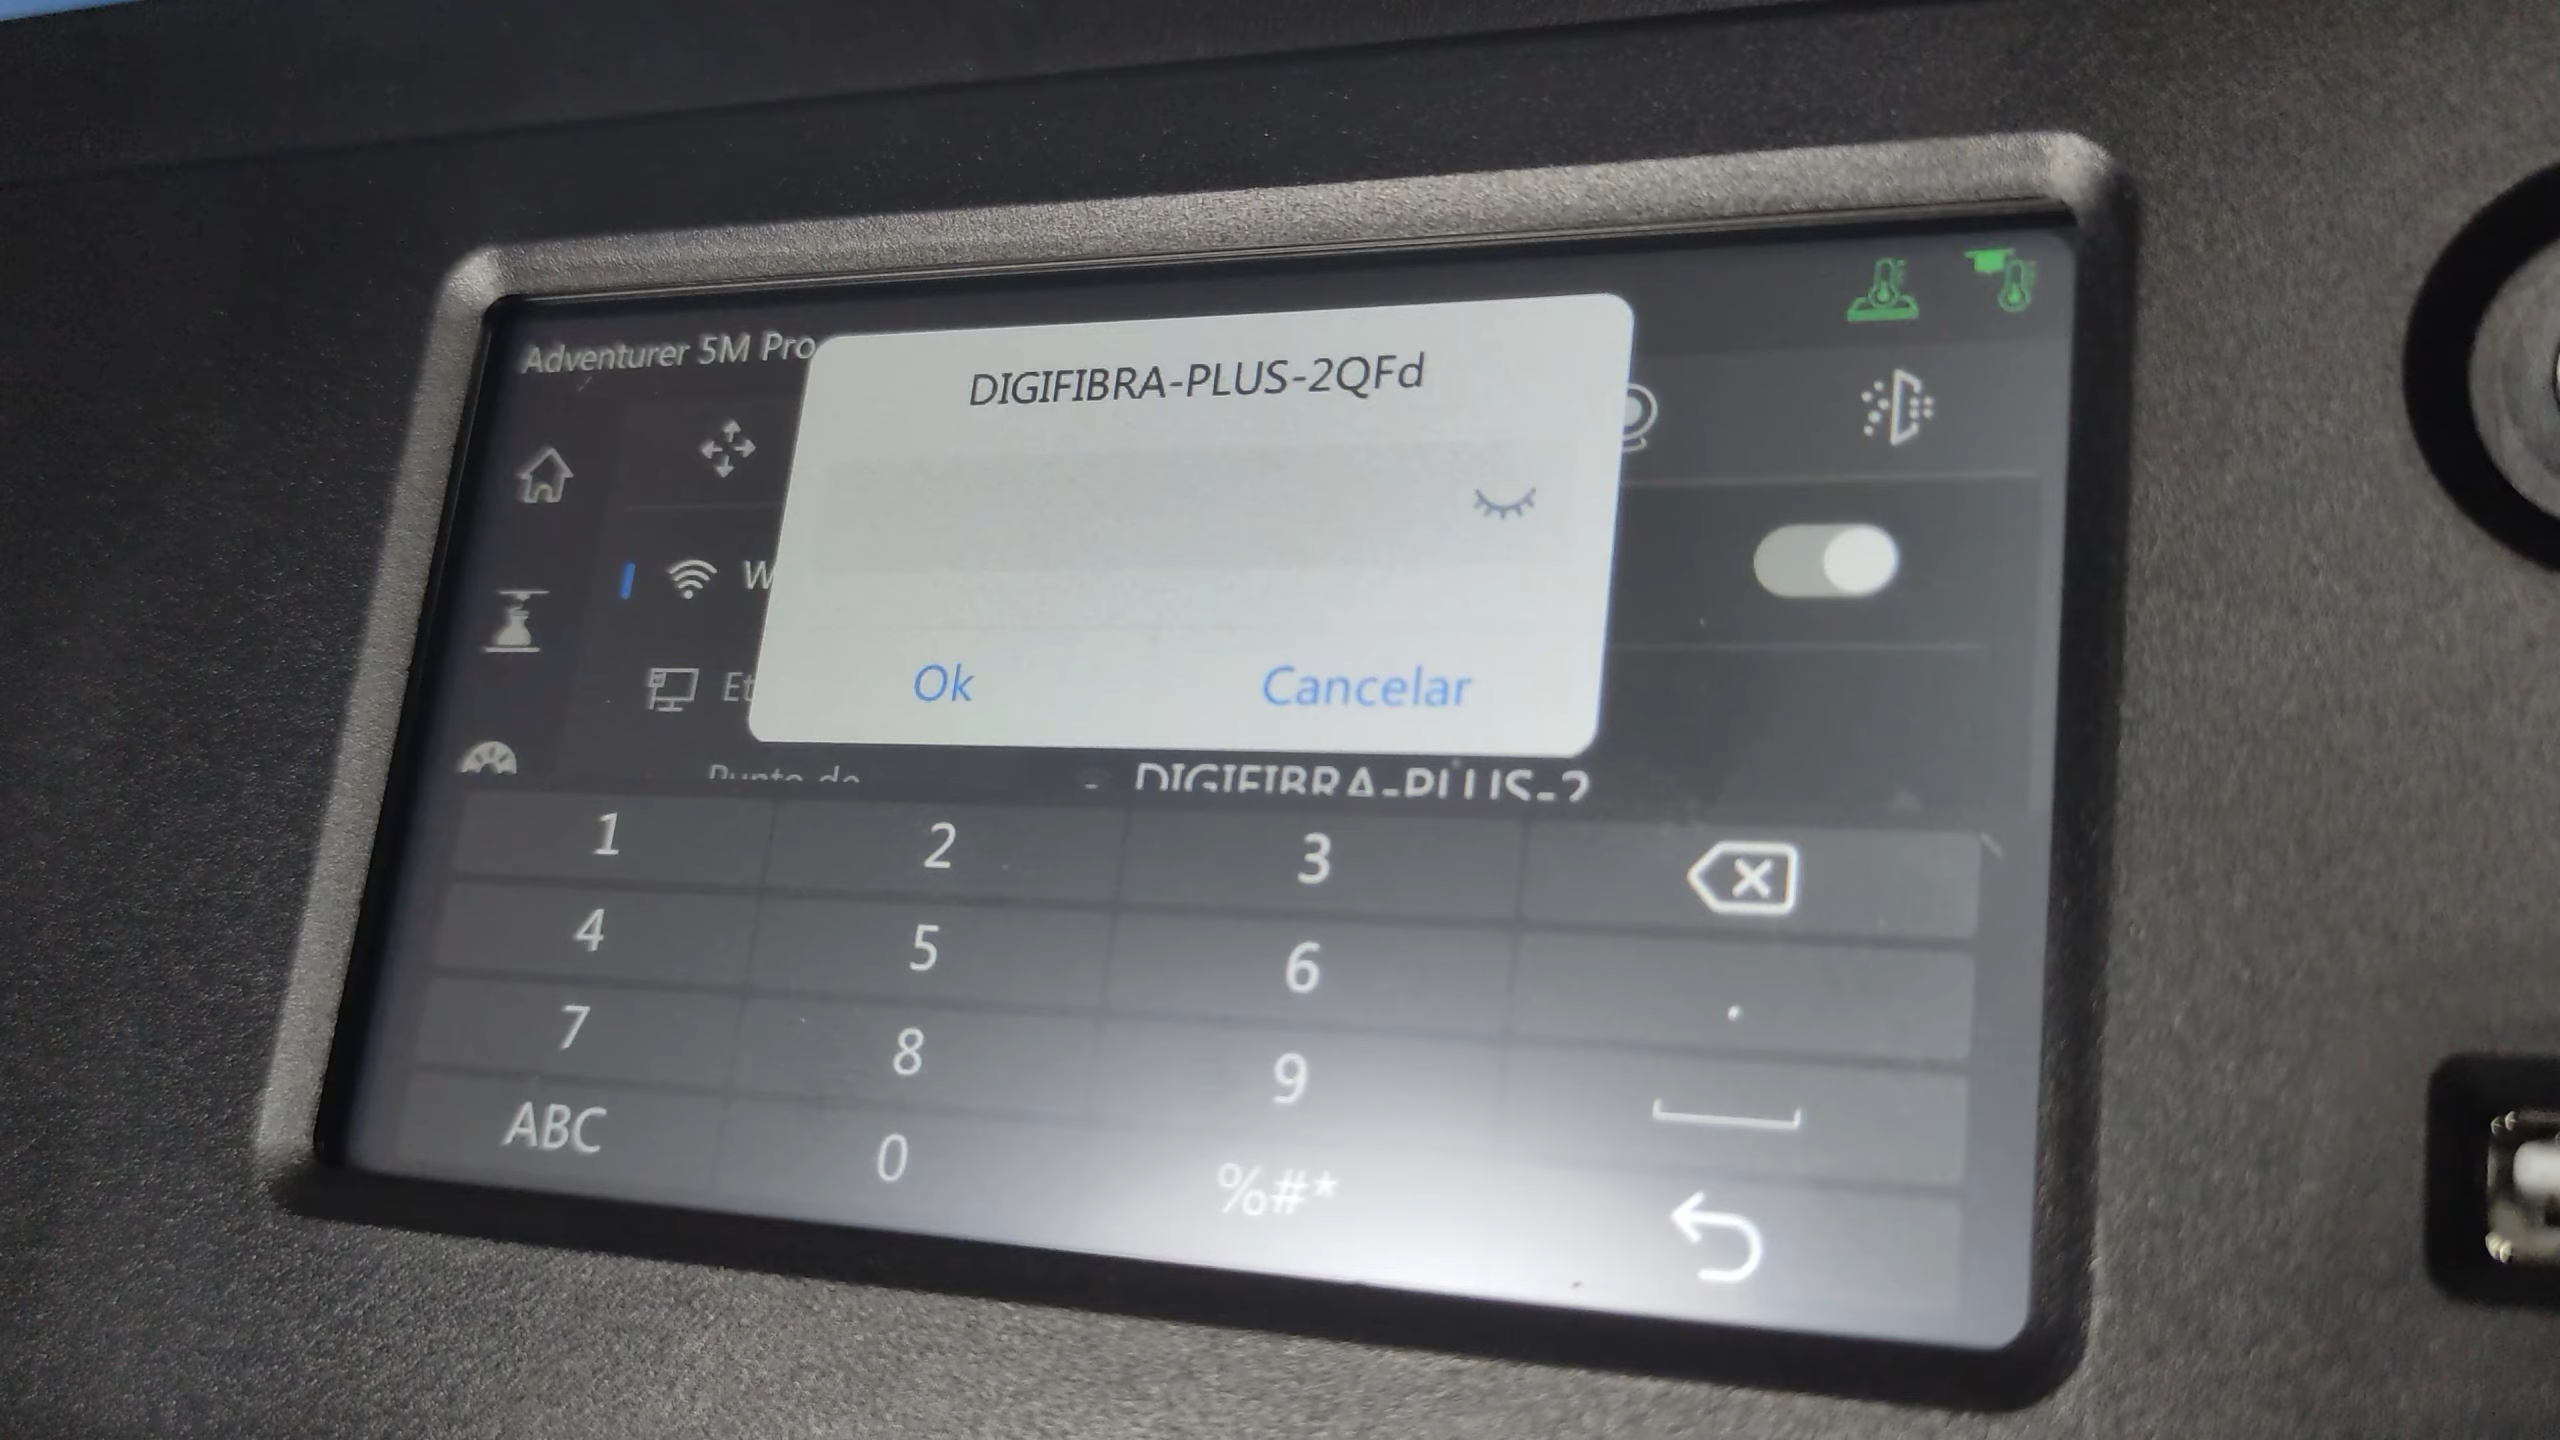 Adventurer 5M Pro
DIGIFIBRA-PLUS-2QFd
Ok
Cancelar
Punto de
DIGIFIBRA-PLUS-2
1 2 3
4 5 6 .
7 8 9
ABC 0 %#*